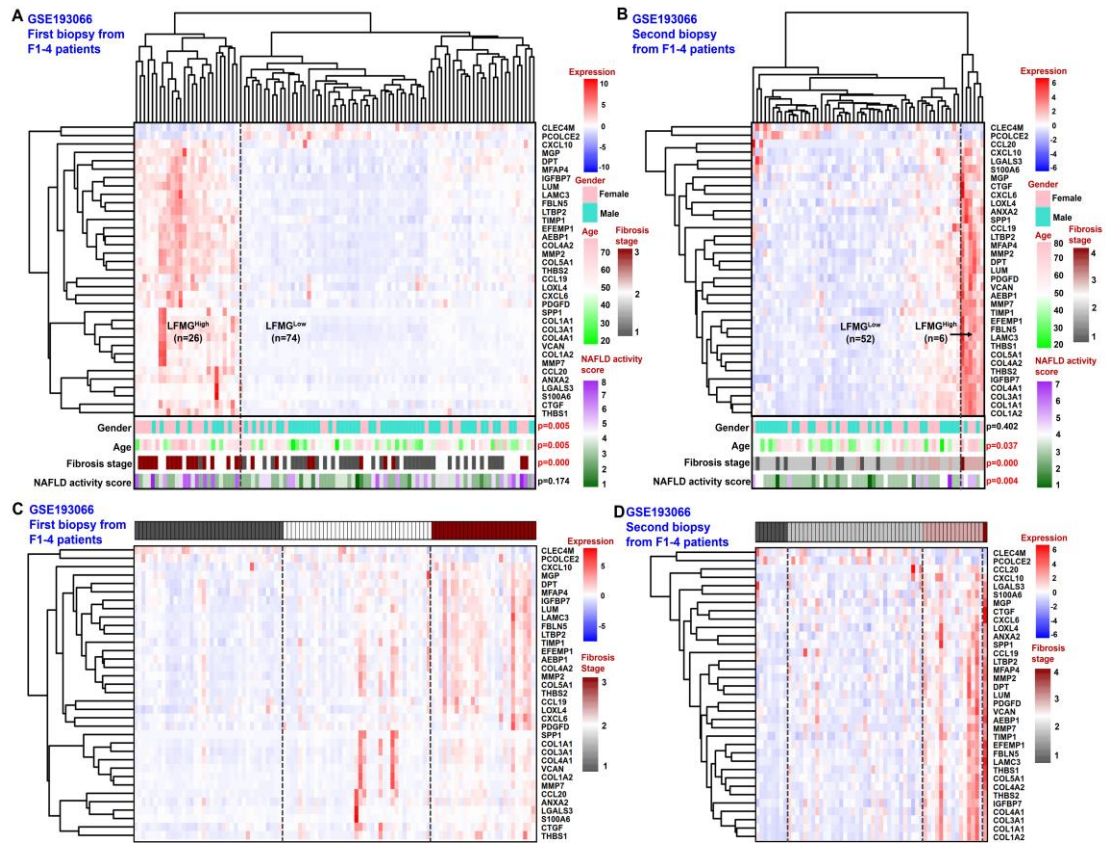 A
GSE193066
First biopsy from
F1-4 patients
Expression
10
5
0
-5
-10
Gender
Female
Male
Age
70
60
50
40
30
20
Fibrosis
stage
3
2
1
NAFLD activity
score
8
7
6
5
4
3
2
1
CLEC4M
PCOLCE2
CXCL10
MGP
DPT
MFAP4
IGFBP7
LUM
LAMC3
FBLN5
LTBP2
TIMP1
EFEMP1
AEBP1
COL4A2
MMP2
COL5A1
THBS2
CCL19
LOXL4
CXCL6
PDGFD
SPP1
COL1A1
COL3A1
COL4A1
VCAN
COL1A2
MMP7
CCL20
ANXA2
LGALS3
S100A6
CTGF
THBS1
LFMGHigh
(n=26)
LFMGLow
(n=74)
Gender p=0.005
Age p=0.005
Fibrosis stage p=0.000
NAFLD activity score p=0.174
B
GSE193066
Second biopsy
from F1-4 patients
Expression
6
4
2
0
-2
-4
-6
Gender
Female
Male
Age
80
70
60
50
40
30
20
Fibrosis
stage
4
3
2
1
NAFLD activity
score
7
6
5
4
3
2
1
CLEC4M
PCOLCE2
CCL20
CXCL10
LGALS3
S100A6
MGP
CTGF
CXCL6
LOXL4
ANXA2
SPP1
CCL19
LTBP2
MFAP4
MMP2
DPT
LUM
PDGFD
VCAN
AEBP1
MMP7
TIMP1
EFEMP1
FBLN5
LAMC3
THBS1
COL5A1
COL4A2
THBS2
IGFBP7
COL4A1
COL3A1
COL1A1
COL1A2
LFMGLow
(n=52)
LFMGHigh
(n=6)
Gender p=0.402
Age p=0.037
Fibrosis stage p=0.000
NAFLD activity score p=0.004
C
GSE193066
First biopsy from
F1-4 patients
Expression
5
0
-5
Fibrosis
Stage
3
2
1
CLEC4M
PCOLCE2
CXCL10
MGP
DPT
MFAP4
IGFBP7
LUM
LAMC3
FBLN5
LTBP2
TIMP1
EFEMP1
AEBP1
COL4A2
MMP2
COL5A1
THBS2
CCL19
LOXL4
CXCL6
PDGFD
SPP1
COL1A1
COL3A1
COL4A1
VCAN
COL1A2
MMP7
CCL20
ANXA2
LGALS3
S100A6
CTGF
THBS1
D
GSE193066
Second biopsy
from F1-4 patients
Expression
6
4
2
0
-2
-4
-6
Fibrosis
stage
4
3
2
1
CLEC4M
PCOLCE2
CCL20
CXCL10
LGALS3
S100A6
MGP
CTGF
CXCL6
LOXL4
ANXA2
SPP1
CCL19
LTBP2
MFAP4
MMP2
DPT
LUM
PDGFD
VCAN
AEBP1
MMP7
TIMP1
EFEMP1
FBLN5
LAMC3
THBS1
COL5A1
COL4A2
THBS2
IGFBP7
COL4A1
COL3A1
COL1A1
COL1A2